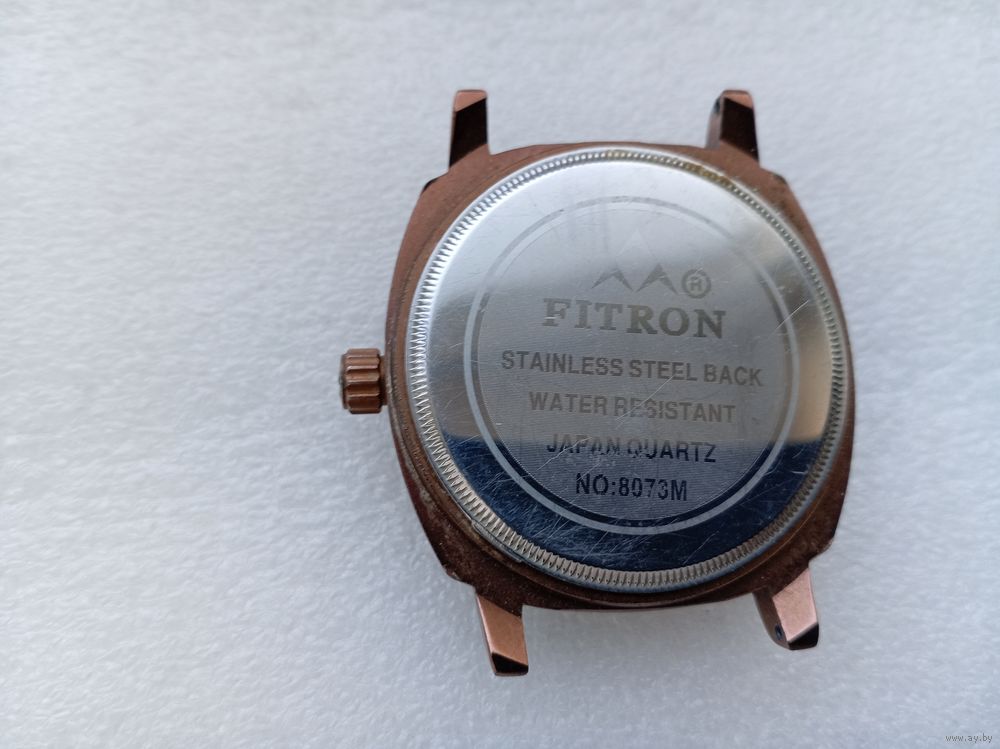 ®
FITRON
STAINLESS STEEL BACK
WATER RESISTANT
JAPAN QUARTZ
NO:8073M
www.ay.by